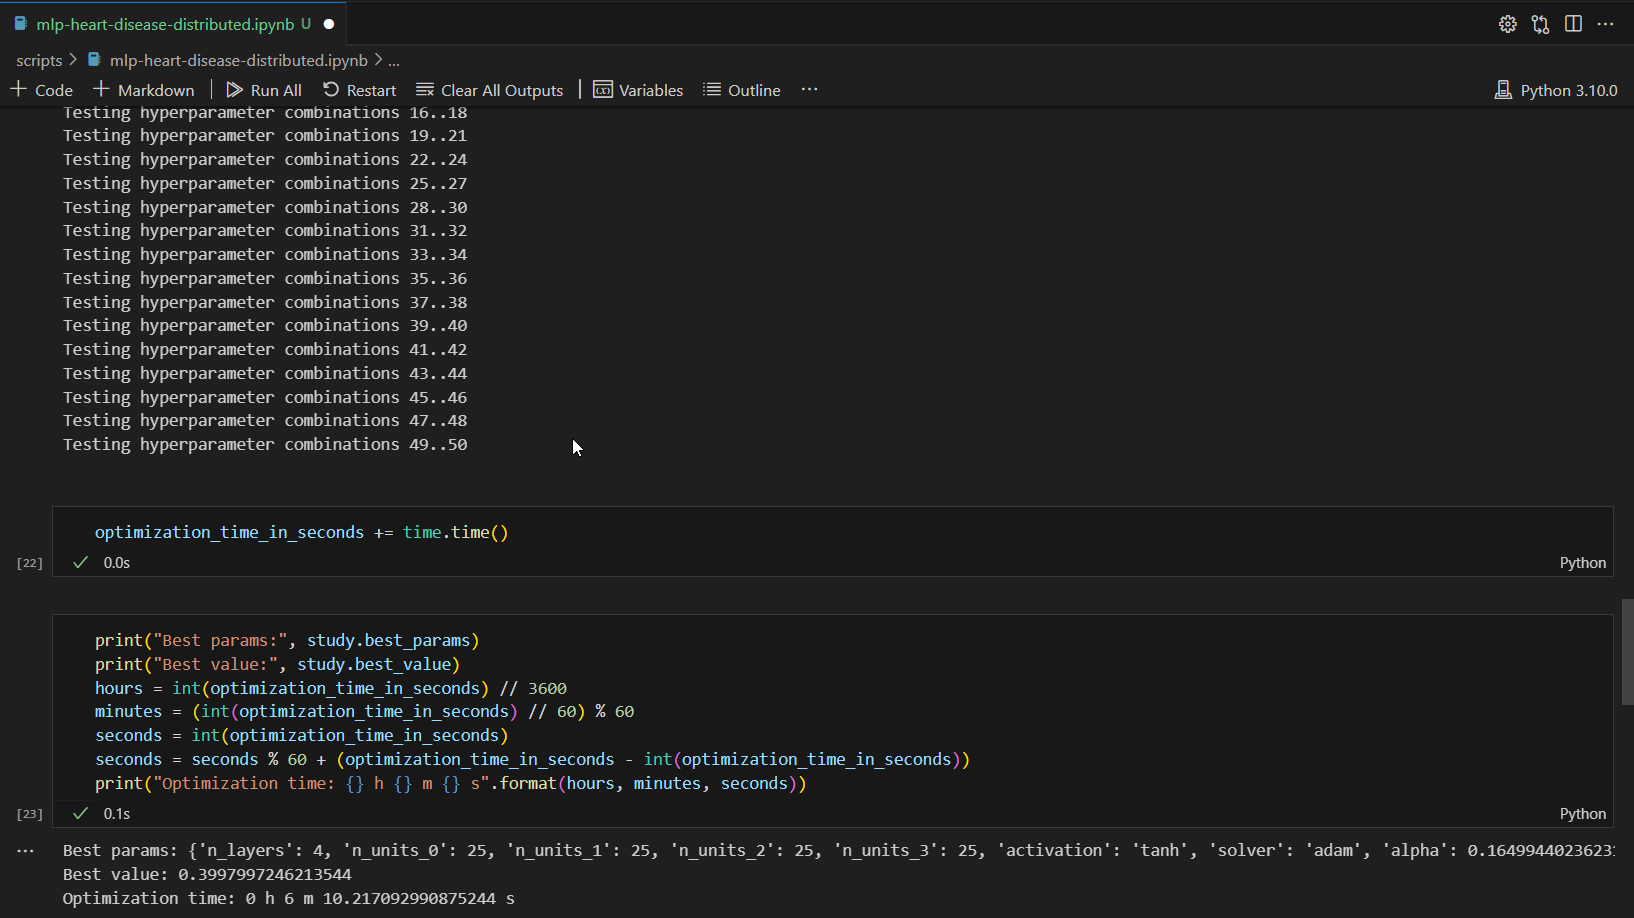 mlp-heart-disease-distributed.ipynb U
scripts > mlp-heart-disease-distributed.ipynb > ...
Code Markdown Run All Restart Clear All Outputs Variables Outline ··· Python 3.10.0
Testing hyperparameter combinations 16..18
Testing hyperparameter combinations 19..21
Testing hyperparameter combinations 22..24
Testing hyperparameter combinations 25..27
Testing hyperparameter combinations 28..30
Testing hyperparameter combinations 31..32
Testing hyperparameter combinations 33..34
Testing hyperparameter combinations 35..36
Testing hyperparameter combinations 37..38
Testing hyperparameter combinations 39..40
Testing hyperparameter combinations 41..42
Testing hyperparameter combinations 43..44
Testing hyperparameter combinations 45..46
Testing hyperparameter combinations 47..48
Testing hyperparameter combinations 49..50
optimization_time_in_seconds += time.time()
[22] 0.0s Python
print("Best params:", study.best_params)
print("Best value:", study.best_value)
hours = int(optimization_time_in_seconds) // 3600
minutes = (int(optimization_time_in_seconds) // 60) % 60
seconds = int(optimization_time_in_seconds)
seconds = seconds % 60 + (optimization_time_in_seconds - int(optimization_time_in_seconds))
print("Optimization time: {} h {} m {} s".format(hours, minutes, seconds))
[23] 0.1s Python
Best params: {'n_layers': 4, 'n_units_0': 25, 'n_units_1': 25, 'n_units_2': 25, 'n_units_3': 25, 'activation': 'tanh', 'solver': 'adam', 'alpha': 0.16499440236231
Best value: 0.3997997246213544
Optimization time: 0 h 6 m 10.217092990875244 s